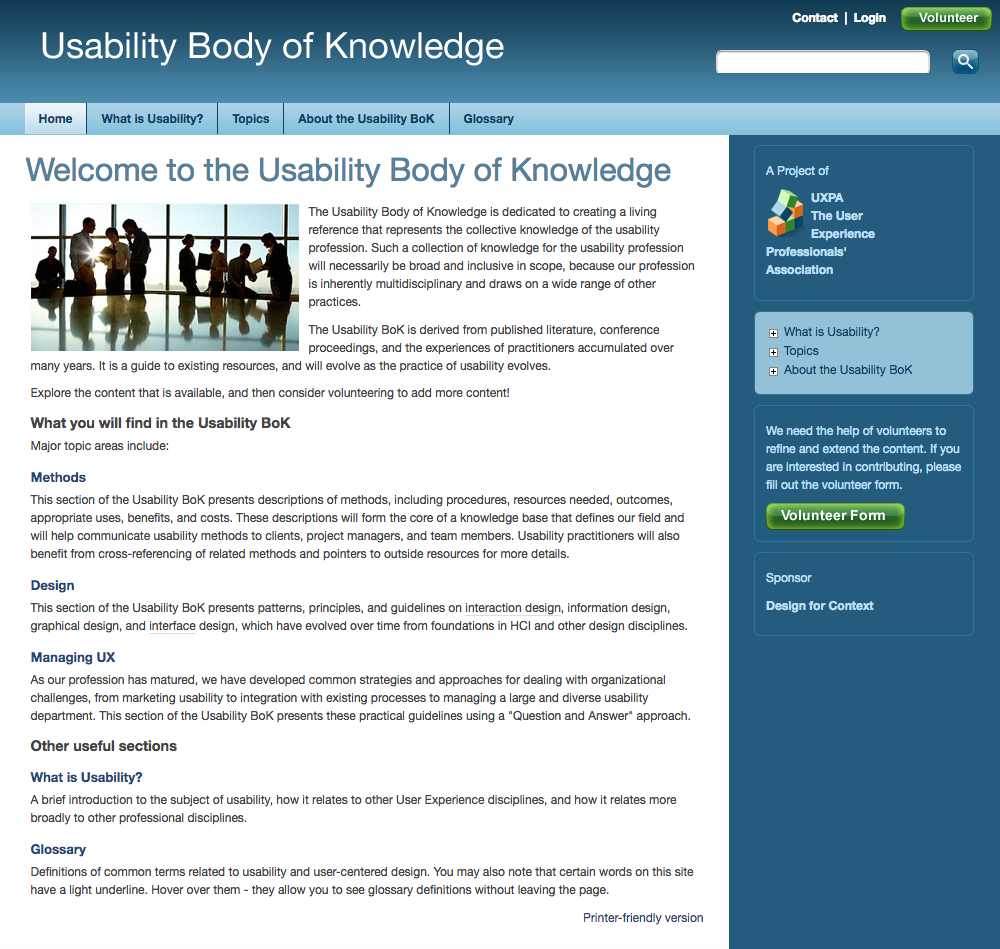 Contact | Login
Volunteer
Usability Body of Knowledge
Home
What is Usability?
Topics
About the Usability BoK
Glossary
Welcome to the Usability Body of Knowledge
The Usability Body of Knowledge is dedicated to creating a living
reference that represents the collective knowledge of the usability
profession. Such a collection of knowledge for the usability profession
will necessarily be broad and inclusive in scope, because our profession
is inherently multidisciplinary and draws on a wide range of other
practices.
The Usability BoK is derived from published literature, conference
proceedings, and the experiences of practitioners accumulated over
many years. It is a guide to existing resources, and will evolve as the practice of usability evolves.
Explore the content that is available, and then consider volunteering to add more content!
What you will find in the Usability BoK
Major topic areas include:
Methods
This section of the Usability BoK presents descriptions of methods, including procedures, resources needed, outcomes,
appropriate uses, benefits, and costs. These descriptions will form the core of a knowledge base that defines our field and
will help communicate usability methods to clients, project managers, and team members. Usability practitioners will also
benefit from cross-referencing of related methods and pointers to outside resources for more details.
Design
This section of the Usability BoK presents patterns, principles, and guidelines on interaction design, information design,
graphical design, and interface design, which have evolved over time from foundations in HCI and other design disciplines.
Managing UX
As our profession has matured, we have developed common strategies and approaches for dealing with organizational
challenges, from marketing usability to integration with existing processes to managing a large and diverse usability
department. This section of the Usability BoK presents these practical guidelines using a "Question and Answer" approach.
Other useful sections
What is Usability?
A brief introduction to the subject of usability, how it relates to other User Experience disciplines, and how it relates more
broadly to other professional disciplines.
Glossary
Definitions of common terms related to usability and user-centered design. You may also note that certain words on this site
have a light underline. Hover over them - they allow you to see glossary definitions without leaving the page.
Printer-friendly version
A Project of
UXPA
The User
Experience
Professionals'
Association
What is Usability?
Topics
About the Usability BoK
We need the help of volunteers to
refine and extend the content. If you
are interested in contributing, please
fill out the volunteer form.
Volunteer Form
Sponsor
Design for Context